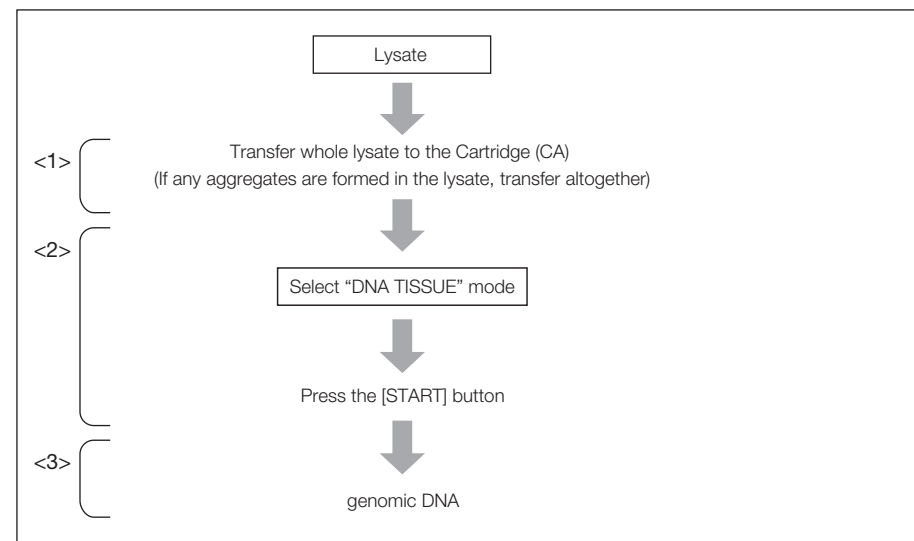 Lysate
<1>
Transfer whole lysate to the Cartridge (CA)
(If any aggregates are formed in the lysate, transfer altogether)
<2>
Select “DNA TISSUE” mode
Press the [START] button
<3>
genomic DNA